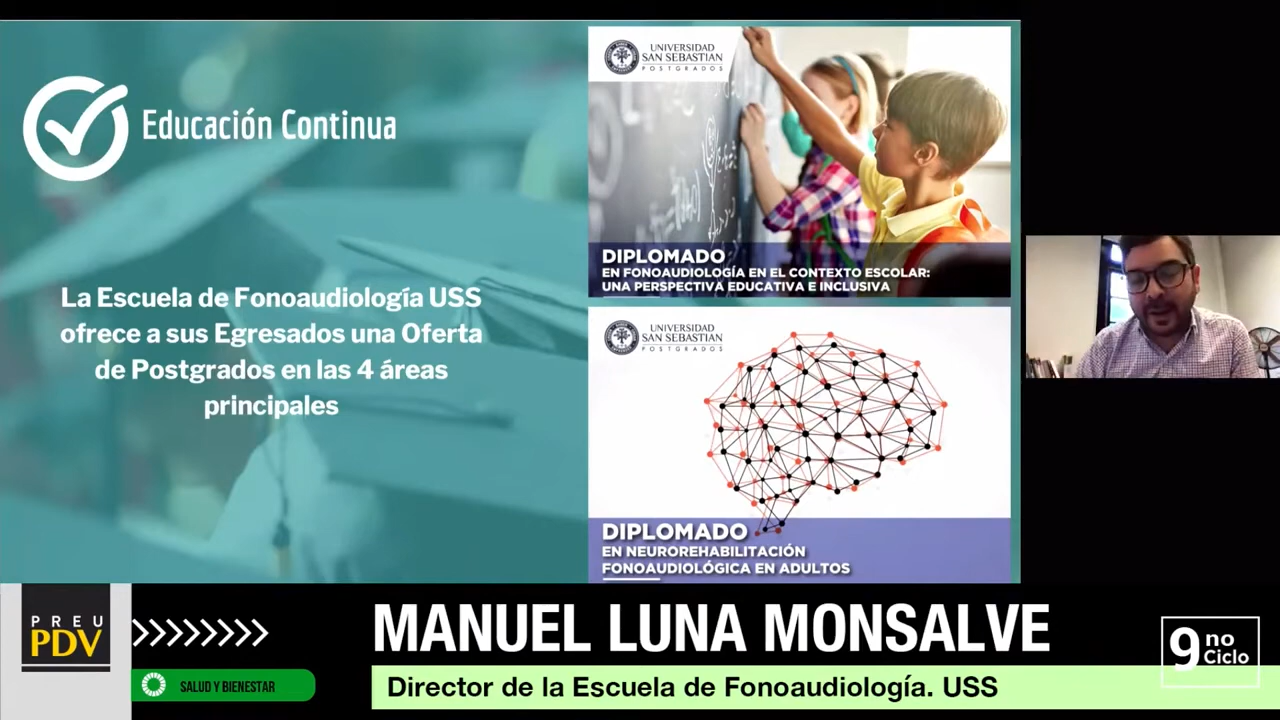 Educación Continua
La Escuela de Fonoaudiología USS
ofrece a sus Egresados una Oferta
de Postgrados en las 4 áreas
principales
UNIVERSIDAD
SAN SEBASTIAN
POSTGRADOS
DIPLOMADO
EN FONOAUDIOLOGÍA EN EL CONTEXTO ESCOLAR:
UNA PERSPECTIVA EDUCATIVA E INCLUSIVA
UNIVERSIDAD
SAN SEBASTIAN
POSTGRADOS
DIPLOMADO
EN NEUROREHABILITACIÓN
FONOAUDIOLÓGICA EN ADULTOS
PREU
PDV
SALUD Y BIENESTAR
MANUEL LUNA MONSALVE
Director de la Escuela de Fonoaudiología. USS
9 no
Ciclo